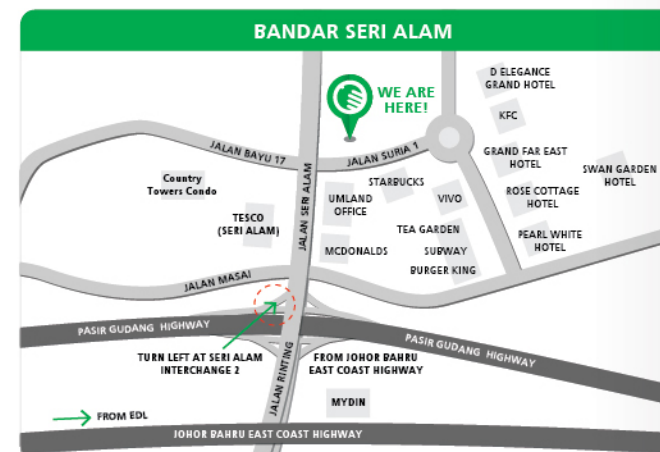 BANDAR SERI ALAM
D ELEGANCE
GRAND HOTEL
WE ARE
HERE!
KFC
JALAN BAYU 17
JALAN SURIA 1
GRAND FAR EAST
HOTEL
SWAN GARDEN
HOTEL
Country
Towers Condo
JALAN SERI ALAM
STARBUCKS
UMLAND
OFFICE
VIVO
ROSE COTTAGE
HOTEL
TESCO
(SERI ALAM)
TEA GARDEN
PEARL WHITE
HOTEL
MCDONALDS
SUBWAY
BURGER KING
JALAN MASAI
PASIR GUDANG HIGHWAY
PASIR GUDANG HIGHWAY
TURN LEFT AT SERI ALAM
INTERCHANGE 2
JALAN RINTING
FROM JOHOR BAHRU
EAST COAST HIGHWAY
MYDIN
FROM EDL
JOHOR BAHRU EAST COAST HIGHWAY